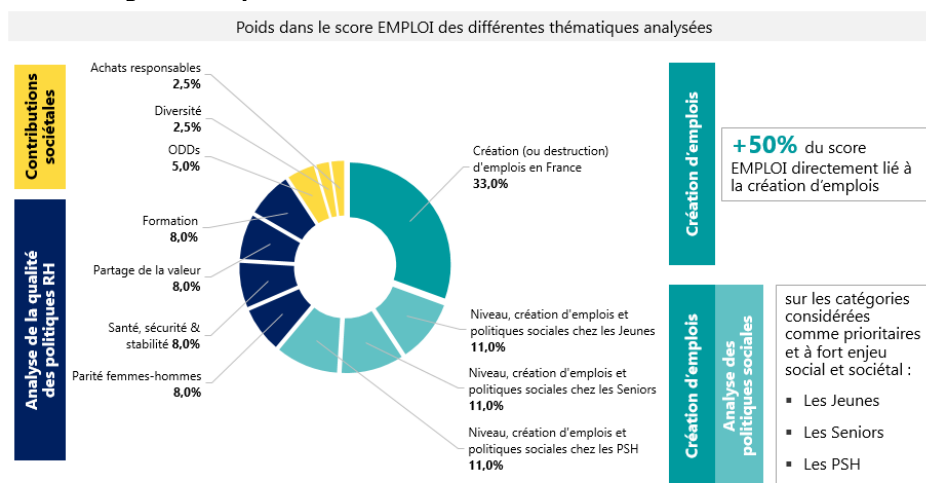 Poids dans le score EMPLOI des différentes thématiques analysées
Contributions
sociétales
Achats responsables
2,5%
Diversité
2,5%
ODDs
5,0%
Analyse de la qualité
des politiques RH
Formation
8,0%
Partage de la valeur
8,0%
Santé, sécurité &
stabilité 8,0%
Parité femmes-hommes
8,0%
Création (ou destruction)
d'emplois en France
33,0%
Niveau, création d'emplois et
politiques sociales chez les Jeunes
11,0%
Niveau, création d'emplois et
politiques sociales chez les Seniors
11,0%
Niveau, création d'emplois et
politiques sociales chez les PSH
11,0%
Création d'emplois
+50% du score
EMPLOI directement lié à
la création d'emplois
Création d'emplois
Analyse des
politiques sociales
sur les catégories
considérées
comme prioritaires
et à fort enjeu
social et sociétal :
▪ Les Jeunes
▪ Les Seniors
▪ Les PSH